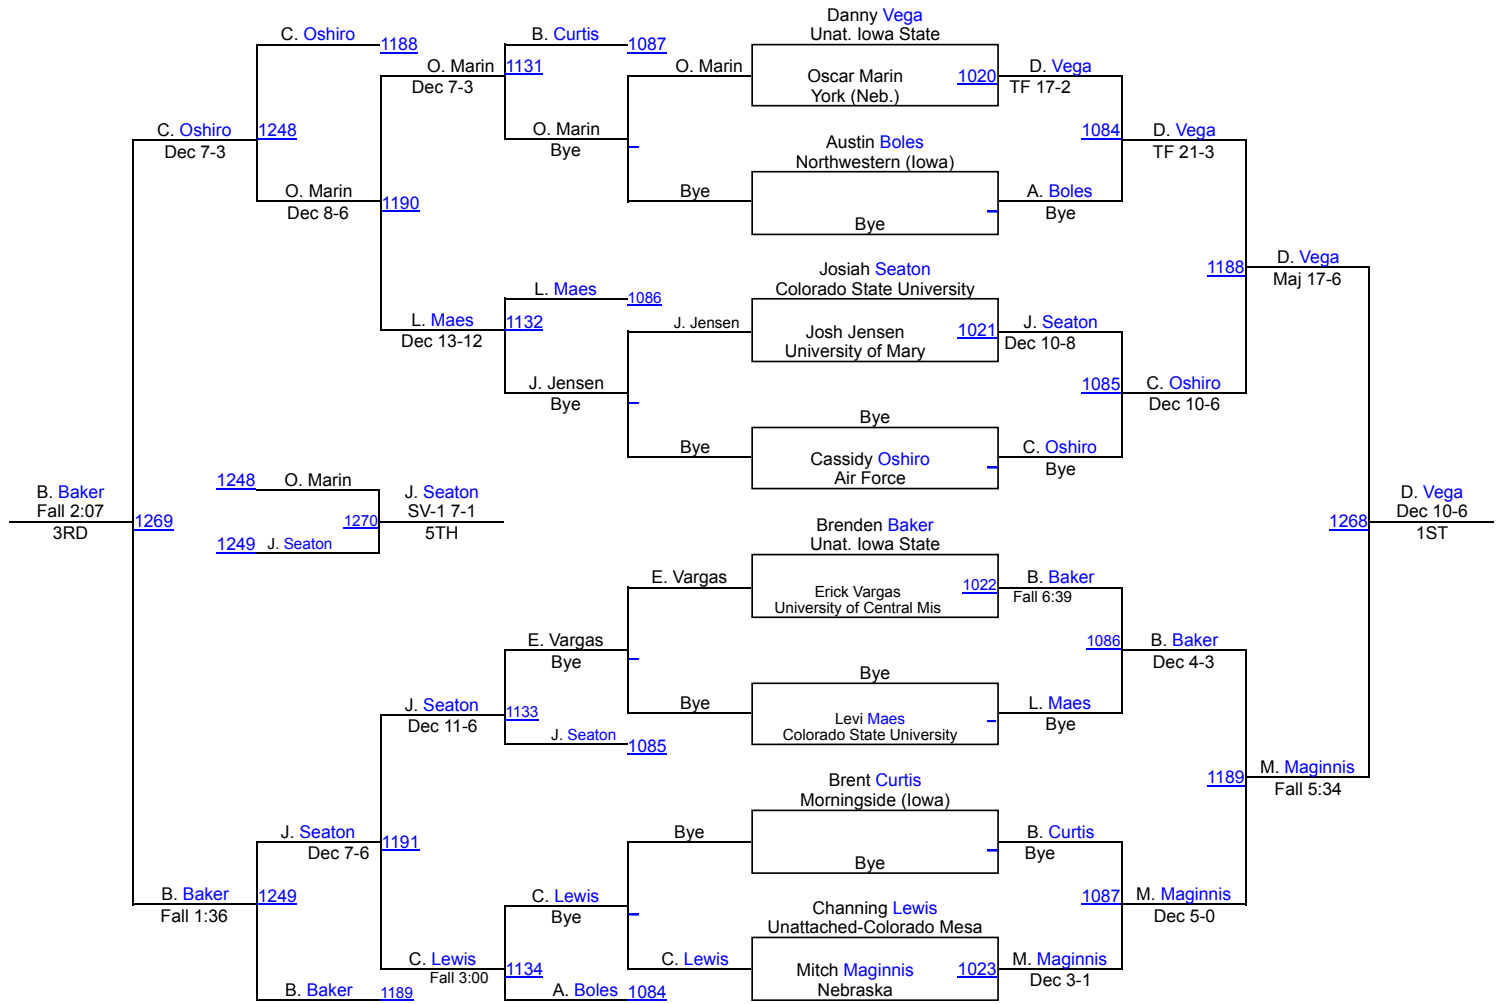 Danny Vega
Unat. Iowa State
C. Oshiro
1188
B. Curtis
1087
O. Marin
1131
Dec 7-3
O. Marin
Oscar Marin
York (Neb.)
1020
D. Vega
TF 17-2
C. Oshiro
1248
Dec 7-3
O. Marin
Bye
Austin Boles
Northwestern (Iowa)
1084
D. Vega
TF 21-3
O. Marin
Dec 8-6
1190
Bye
Bye
A. Boles
Bye
Josiah Seaton
Colorado State University
1188
D. Vega
Maj 17-6
L. Maes
1086
L. Maes
1132
Dec 13-12
J. Jensen
Josh Jensen
University of Mary
1021
J. Seaton
Dec 10-8
J. Jensen
Bye
1085
C. Oshiro
Dec 10-6
Bye
Bye
Cassidy Oshiro
Air Force
C. Oshiro
Bye
B. Baker
Fall 2:07
3RD
1269
1248
O. Marin
1249
J. Seaton
1270
J. Seaton
SV-1 7-1
5TH
Brenden Baker
Unat. Iowa State
1268
D. Vega
Dec 10-6
1ST
E. Vargas
Erick Vargas
University of Central Mis
1022
B. Baker
Fall 6:39
E. Vargas
Bye
1086
B. Baker
Dec 4-3
Bye
J. Seaton
1133
Dec 11-6
Bye
Levi Maes
Colorado State University
L. Maes
Bye
J. Seaton
1085
Brent Curtis
Morningside (Iowa)
1189
M. Maginnis
Fall 5:34
J. Seaton
Dec 7-6
1191
Bye
Bye
B. Curtis
Bye
B. Baker
1249
Fall 1:36
C. Lewis
Bye
Channing Lewis
Unattached-Colorado Mesa
1087
M. Maginnis
Dec 5-0
C. Lewis
Fall 3:00
1134
C. Lewis
Mitch Maginnis
Nebraska
1023
M. Maginnis
Dec 3-1
B. Baker
1189
A. Boles
1084